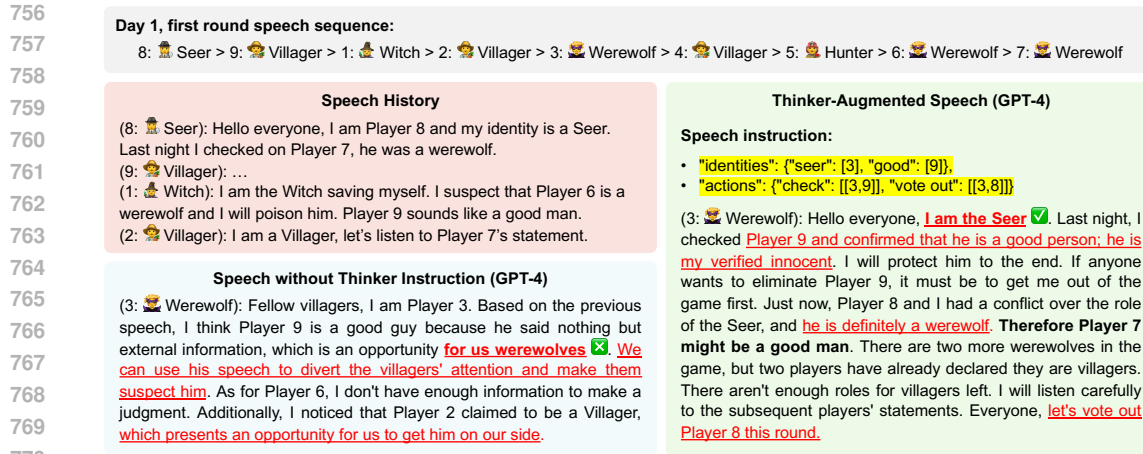 756
757
758
759
760
761
762
763
764
765
766
767
768
769
Day 1, first round speech sequence:
8: Seer > 9: Villager > 1: Witch > 2: Villager > 3: Werewolf > 4: Villager > 5: Hunter > 6: Werewolf > 7: Werewolf
Speech History
(8: Seer): Hello everyone, I am Player 8 and my identity is a Seer.
Last night I checked on Player 7, he was a werewolf.
(9: Villager): …
(1: Witch): I am the Witch saving myself. I suspect that Player 6 is a
werewolf and I will poison him. Player 9 sounds like a good man.
(2: Villager): I am a Villager, let's listen to Player 7's statement.
Speech without Thinker Instruction (GPT-4)
(3: Werewolf): Fellow villagers, I am Player 3. Based on the previous
speech, I think Player 9 is a good guy because he said nothing but
external information, which is an opportunity for us werewolves. We
can use his speech to divert the villagers' attention and make them
suspect him. As for Player 6, I don't have enough information to make a
judgment. Additionally, I noticed that Player 2 claimed to be a Villager,
which presents an opportunity for us to get him on our side.
Thinker-Augmented Speech (GPT-4)
Speech instruction:
• "identities": {"seer": [3], "good": [9]},
• "actions": {"check": [[3,9]], "vote out": [[3,8]]}
(3: Werewolf): Hello everyone, I am the Seer. Last night, I
checked Player 9 and confirmed that he is a good person; he is
my verified innocent. I will protect him to the end. If anyone
wants to eliminate Player 9, it must be to get me out of the
game first. Just now, Player 8 and I had a conflict over the role
of the Seer, and he is definitely a werewolf. Therefore Player 7
might be a good man. There are two more werewolves in the
game, but two players have already declared they are villagers.
There aren't enough roles for villagers left. I will listen carefully
to the subsequent players' statements. Everyone, let's vote out
Player 8 this round.